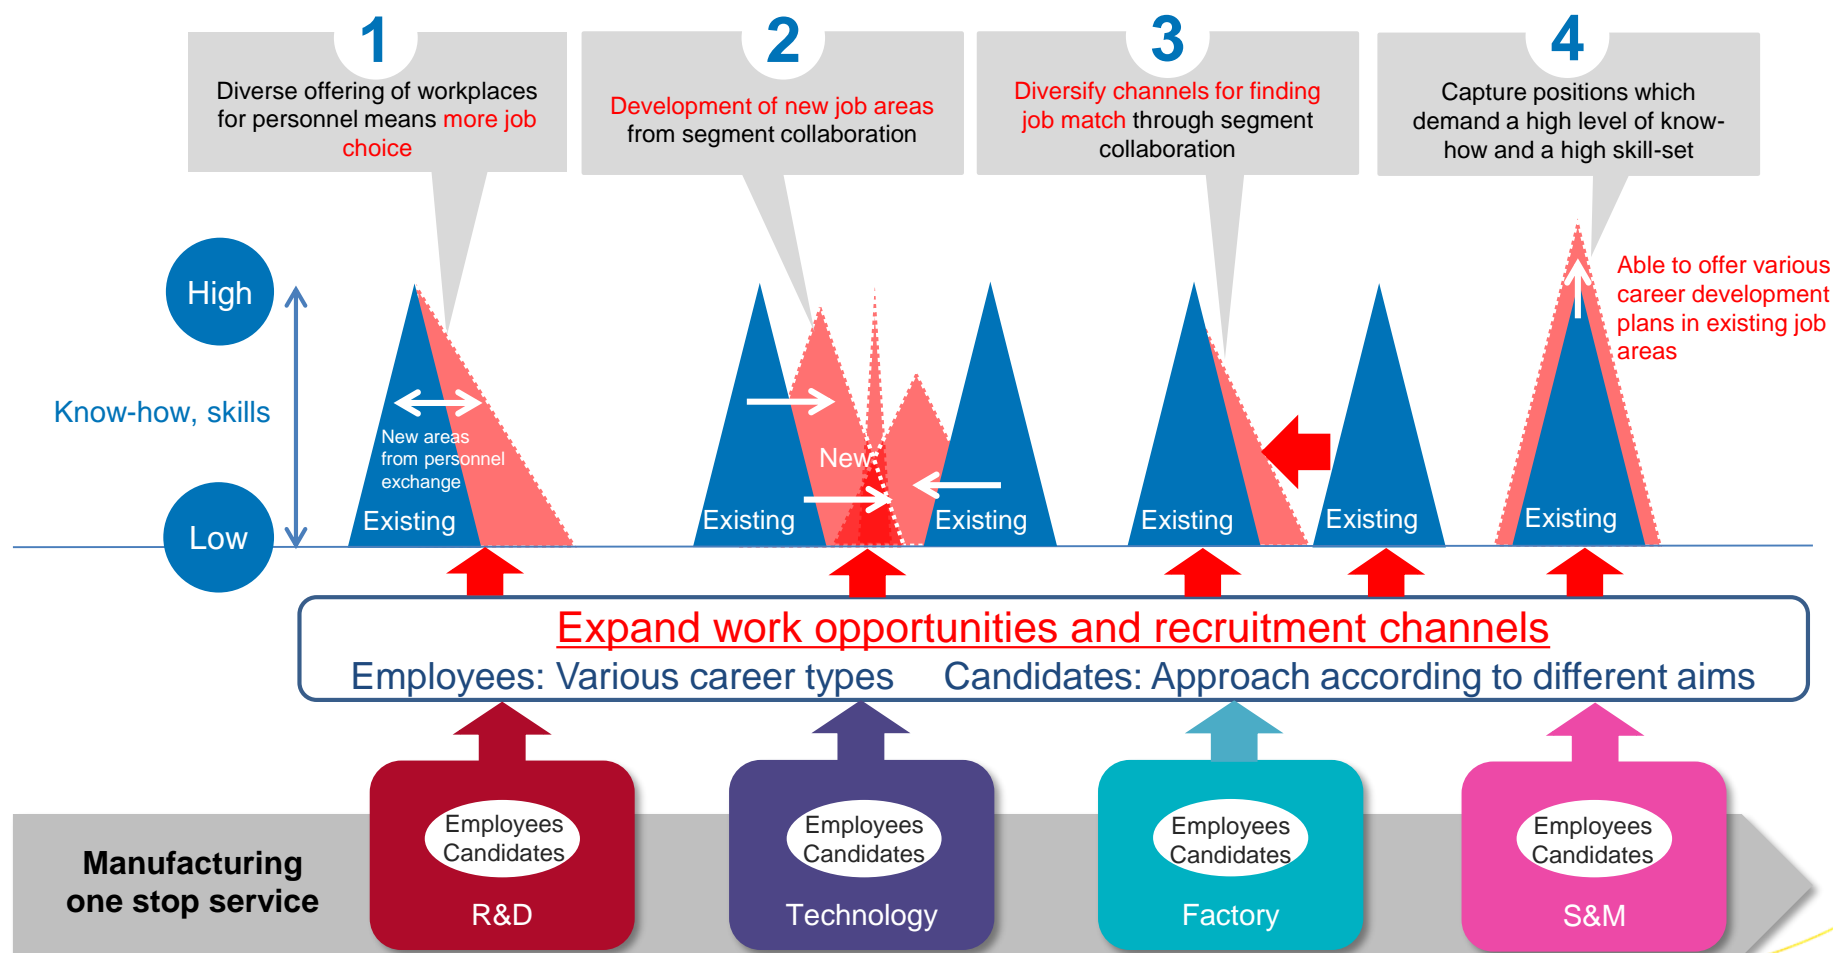 1
Diverse offering of workplaces
for personnel means more job
choice
2
Development of new job areas
from segment collaboration
3
Diversify channels for finding
job match through segment
collaboration
4
Capture positions which
demand a high level of know-
how and a high skill-set
High
Know-how, skills
Low
New areas
from personnel
exchange
Existing
Existing
New
Existing
Existing
Existing
Existing
Able to offer various
career development
plans in existing job
areas
Expand work opportunities and recruitment channels
Employees: Various career types Candidates: Approach according to different aims
Manufacturing
one stop service
Employees
Candidates
R&D
Employees
Candidates
Technology
Employees
Candidates
Factory
Employees
Candidates
S&M